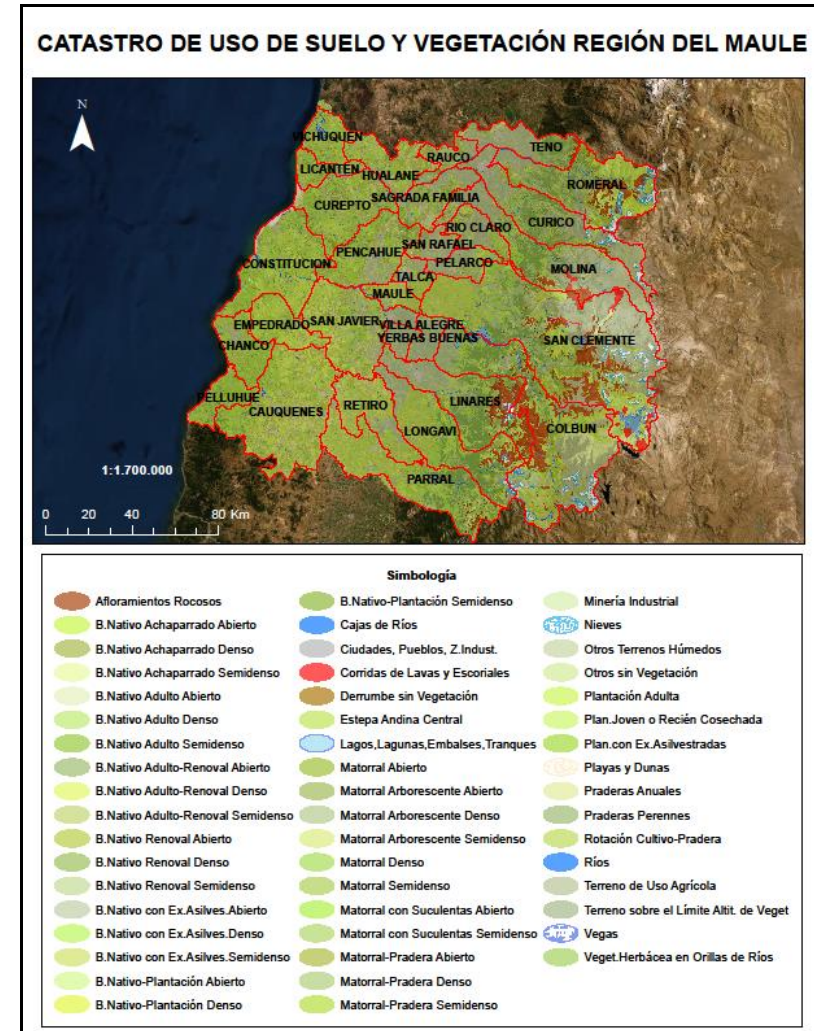 CATASTRO DE USO DE SUELO Y VEGETACIÓN REGIÓN DEL MAULE
N
VICHUQUEN
TENO
RAUCO
LICANTEN
HUALANE
ROMERAL
SAGRADA FAMILIA
CUREPTO
CURICO
RIO CLARO
SAN RAFAEL
PENCAHUE
PELARCO
CONSTITUCION
MOLINA
TALCA
MAULE
EMPEDRADO
SAN JAVIER
VILLA ALEGRE
YERBAS BUENAS
SAN CLEMENTE
CHANCO
PELLUHUE
CAUQUENES
RETIRO
LINARES
LONGAVI
COLBUN
PARRAL
1:1.700.000
0 20 40 80 Km
Simbología
Afloramientos Rocosos
B.Nativo Achaparrado Abierto
B.Nativo Achaparrado Denso
B.Nativo Achaparrado Semidenso
B.Nativo Adulto Abierto
B.Nativo Adulto Denso
B.Nativo Adulto Semidenso
B.Nativo Adulto-Renoval Abierto
B.Nativo Adulto-Renoval Denso
B.Nativo Adulto-Renoval Semidenso
B.Nativo Renoval Abierto
B.Nativo Renoval Denso
B.Nativo Renoval Semidenso
B.Nativo con Ex.Asilves.Abierto
B.Nativo con Ex.Asilves.Denso
B.Nativo con Ex.Asilves.Semidenso
B.Nativo-Plantación Abierto
B.Nativo-Plantación Denso
B.Nativo-Plantación Semidenso
Cajas de Ríos
Ciudades, Pueblos, Z.Indust.
Corridas de Lavas y Escoriales
Derrumbe sin Vegetación
Estepa Andina Central
Lagos,Lagunas,Embalses,Tranques
Matorral Abierto
Matorral Arborescente Abierto
Matorral Arborescente Denso
Matorral Arborescente Semidenso
Matorral Denso
Matorral Semidenso
Matorral con Suculentas Abierto
Matorral con Suculentas Semidenso
Matorral-Pradera Abierto
Matorral-Pradera Denso
Matorral-Pradera Semidenso
Minería Industrial
Nieves
Otros Terrenos Húmedos
Otros sin Vegetación
Plantación Adulta
Plan.Joven o Recién Cosechada
Plan.con Ex.Asilvestradas
Playas y Dunas
Praderas Anuales
Praderas Perennes
Rotación Cultivo-Pradera
Ríos
Terreno de Uso Agrícola
Terreno sobre el Límite Altit. de Veget
Vegas
Veget.Herbácea en Orillas de Ríos